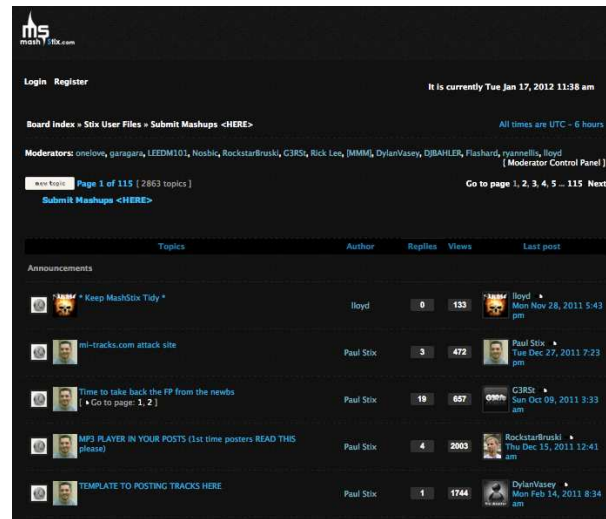 ms
mash Stix.com
Login Register
It is currently Tue Jan 17, 2012 11:38 am
Board index » Stix User Files » Submit Mashups <HERE>
All times are UTC - 6 hours
Moderators: onelove, garagara, LEEDM101, Nosbic, RockstarBruski, G3RSt, Rick Lee, [MMM], DylanVasey, DJBAHLER, Flashard, ryannellis, lloyd
[ Moderator Control Panel ]
new topic Page 1 of 115 [ 2863 topics ]
Go to page 1, 2, 3, 4, 5 ... 115 Next
Submit Mashups <HERE>
Topics Author Replies Views Last post
Announcements
* Keep MashStix Tidy *
lloyd 0 133
lloyd
Mon Nov 28, 2011 5:43
pm
mi-tracks.com attack site
Paul Stix 3 472
Paul Stix
Tue Dec 27, 2011 7:23
pm
Time to take back the FP from the newbs
[ Go to page: 1, 2 ]
Paul Stix 19 657
G3RSt
Sun Oct 09, 2011 3:33
am
MP3 PLAYER IN YOUR POSTS (1st time posters READ THIS
please)
Paul Stix 4 2003
RockstarBruski
Thu Dec 15, 2011 12:41
am
TEMPLATE TO POSTING TRACKS HERE
Paul Stix 1 1744
DylanVasey
Mon Feb 14, 2011 8:34
am